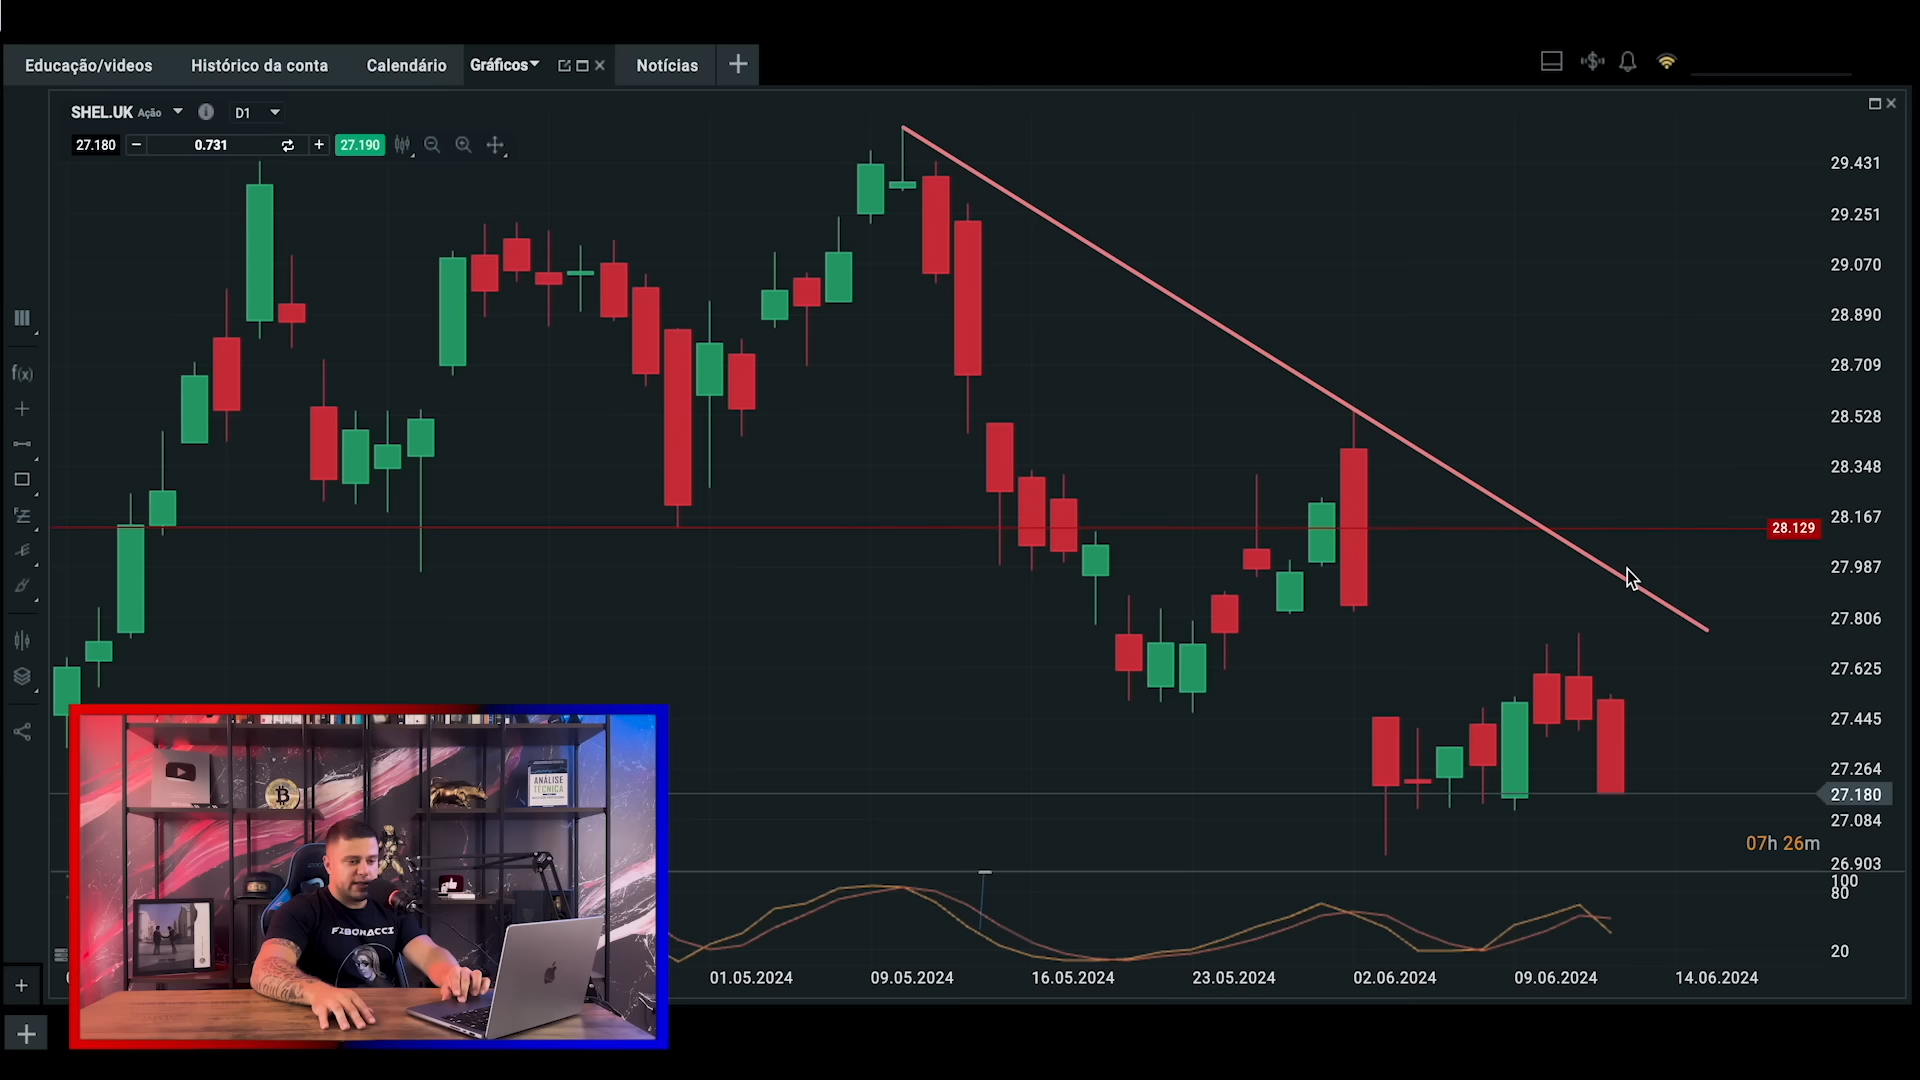 Educação/videos
Histórico da conta
Calendário
Gráficos
Notícias
SHEL.UK Ação
D1
27.180
0.731
27.190
29.431
29.251
29.070
28.890
28.709
28.528
28.348
28.167
28.129
27.987
27.806
27.625
27.445
27.264
27.180
27.084
07h 26m
26.903
100
80
20
f(x)
01.05.2024
09.05.2024
16.05.2024
23.05.2024
02.06.2024
09.06.2024
14.06.2024
ANÁLISE
TÉCNICA
FIBONACCI